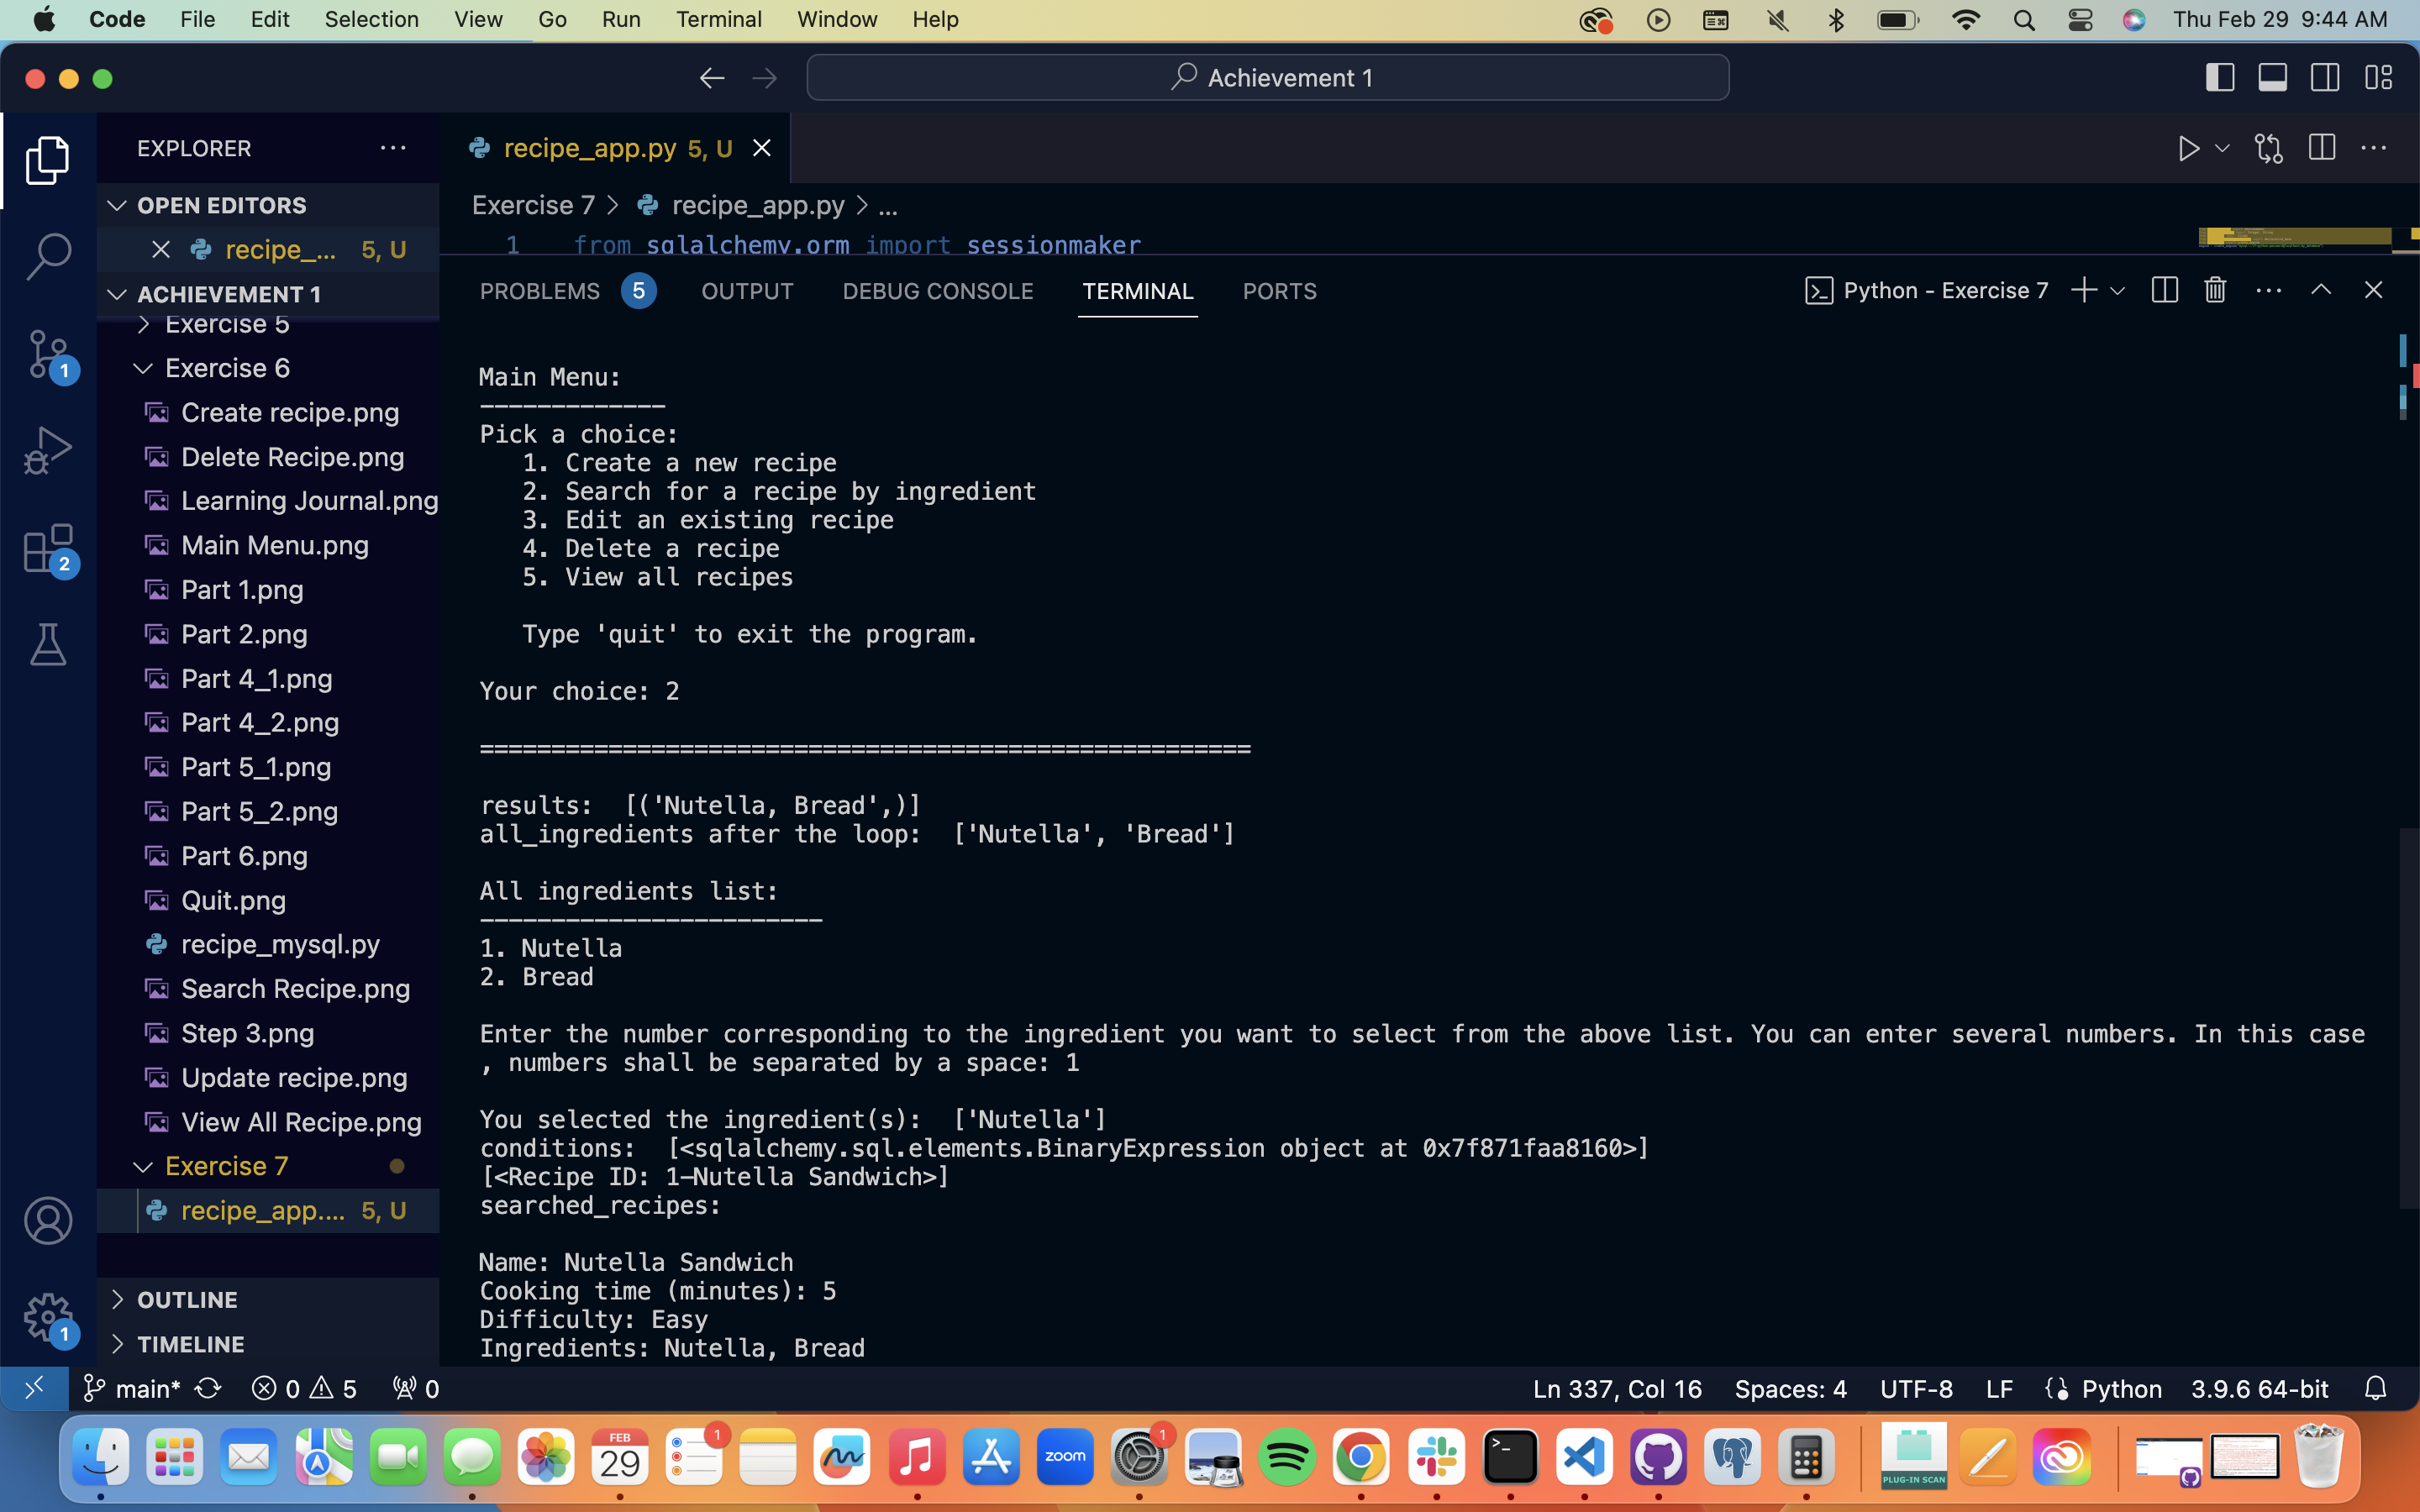 Code File Edit Selection View Go Run Terminal Window Help Thu Feb 29 9:44 AM
Achievement 1
EXPLORER
recipe_app.py 5, U
OPEN EDITORS
Exercise 7 > recipe_app.py > ...
recipe_... 5, U
1 from sqlalchemy.orm import sessionmaker
ACHIEVEMENT 1
PROBLEMS 5 OUTPUT DEBUG CONSOLE TERMINAL PORTS Python - Exercise 7
Exercise 5
Exercise 6
Create recipe.png
Delete Recipe.png
Learning Journal.png
Main Menu.png
Part 1.png
Part 2.png
Part 4_1.png
Part 4_2.png
Part 5_1.png
Part 5_2.png
Part 6.png
Quit.png
recipe_mysql.py
Search Recipe.png
Step 3.png
Update recipe.png
View All Recipe.png
Exercise 7
recipe_app.... 5, U
OUTLINE
TIMELINE
1
2
1
Main Menu:
-------------
Pick a choice:
1. Create a new recipe
2. Search for a recipe by ingredient
3. Edit an existing recipe
4. Delete a recipe
5. View all recipes
Type 'quit' to exit the program.
Your choice: 2
======================================================
results:  [('Nutella, Bread',)]
all_ingredients after the loop:  ['Nutella', 'Bread']
All ingredients list:
------------------------
1. Nutella
2. Bread
Enter the number corresponding to the ingredient you want to select from the above list. You can enter several numbers. In this case
, numbers shall be separated by a space: 1
You selected the ingredient(s):  ['Nutella']
conditions:  [<sqlalchemy.sql.elements.BinaryExpression object at 0x7f871faa8160>]
[<Recipe ID: 1-Nutella Sandwich>]
searched_recipes:
Name: Nutella Sandwich
Cooking time (minutes): 5
Difficulty: Easy
Ingredients: Nutella, Bread
main* 0 5 0 Ln 337, Col 16 Spaces: 4 UTF-8 LF Python 3.9.6 64-bit
FEB
29
1
zoom
1
PLUG-IN SCAN